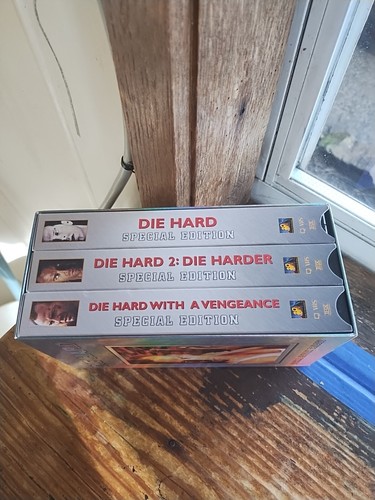 DIE HARD
SPECIAL EDITION
DIE HARD 2: DIE HARDER
SPECIAL EDITION
DIE HARD WITH A VENGEANCE
SPECIAL EDITION